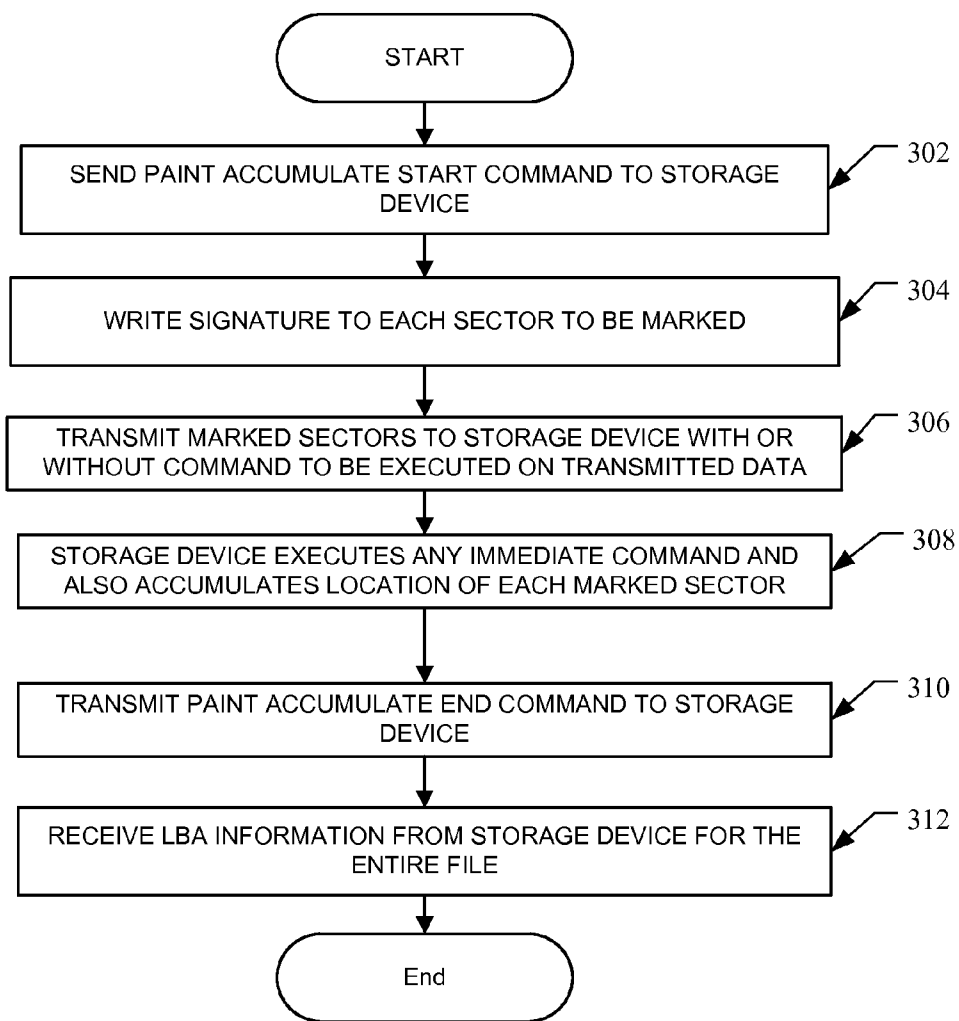 START
SEND PAINT ACCUMULATE START COMMAND TO STORAGE
DEVICE
302
WRITE SIGNATURE TO EACH SECTOR TO BE MARKED
304
TRANSMIT MARKED SECTORS TO STORAGE DEVICE WITH OR
WITHOUT COMMAND TO BE EXECUTED ON TRANSMITTED DATA
306
STORAGE DEVICE EXECUTES ANY IMMEDIATE COMMAND AND
ALSO ACCUMULATES LOCATION OF EACH MARKED SECTOR
308
TRANSMIT PAINT ACCUMULATE END COMMAND TO STORAGE
DEVICE
310
RECEIVE LBA INFORMATION FROM STORAGE DEVICE FOR THE
ENTIRE FILE
312
End